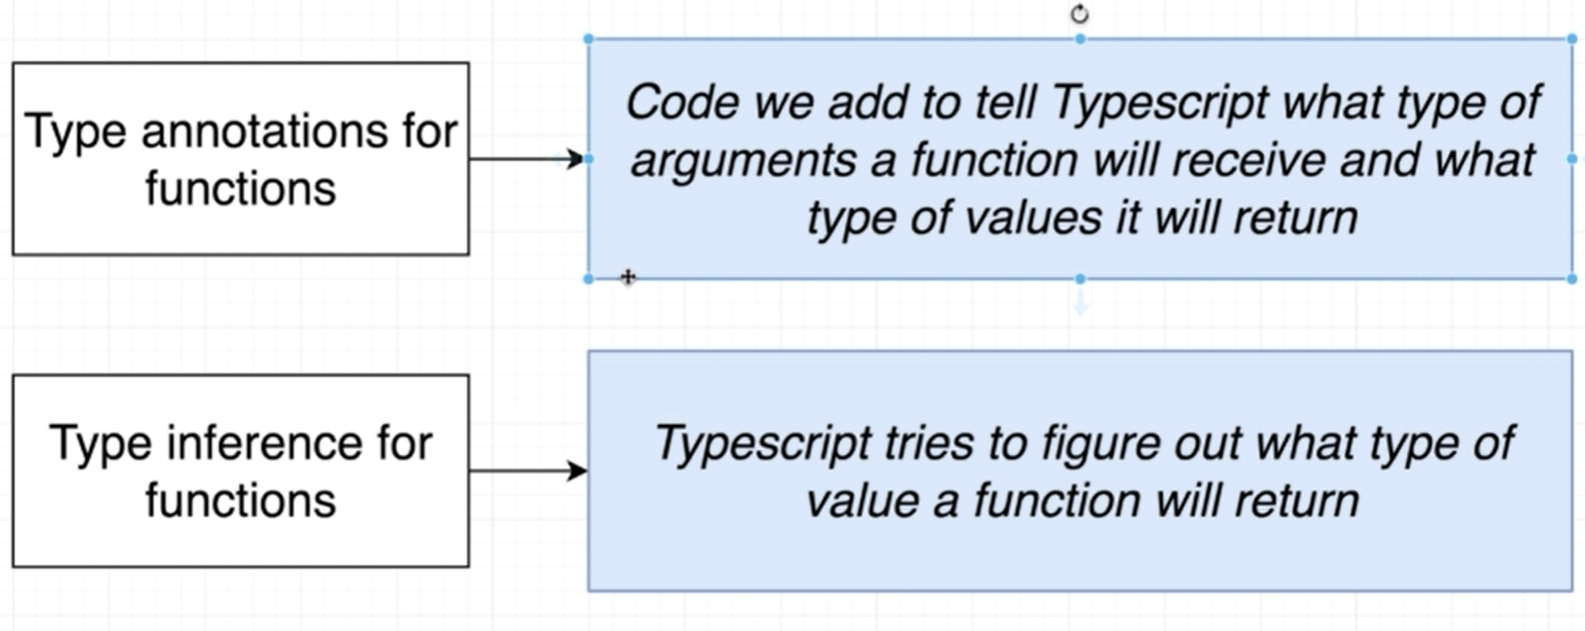 Type annotations for
functions
Code we add to tell Typescript what type of
arguments a function will receive and what
type of values it will return
Type inference for
functions
Typescript tries to figure out what type of
value a function will return